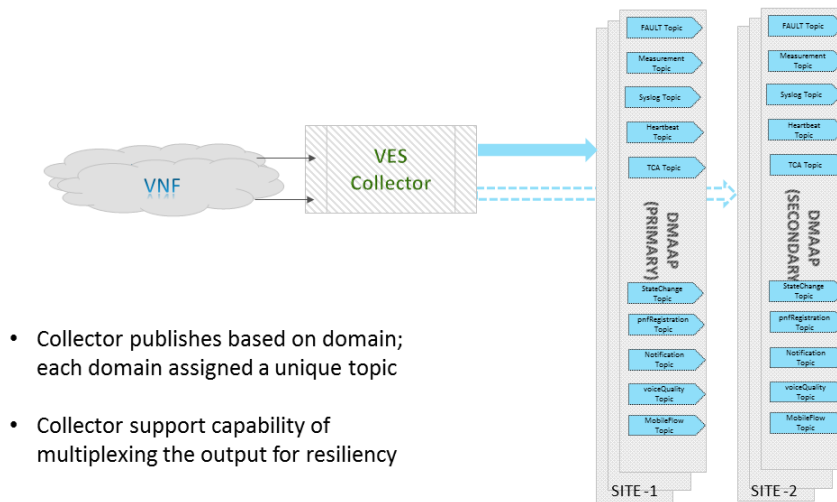 VNF
VES
Collector
FAULT Topic
Measurement
Topic
Syslog Topic
Heartbeat
Topic
TCA Topic
DMAAP
(PRIMARY)
StateChange
Topic
pnfRegistration
Topic
Notification
Topic
voiceQuality
Topic
MobileFlow
Topic
SITE-1
FAULT Topic
Measurement
Topic
Syslog Topic
Heartbeat
Topic
TCA Topic
DMAAP
(SECONDARY)
StateChange
Topic
pnfRegistration
Topic
Notification
Topic
voiceQuality
Topic
MobileFlow
Topic
SITE-2
• Collector publishes based on domain;
each domain assigned a unique topic
• Collector support capability of
multiplexing the output for resiliency